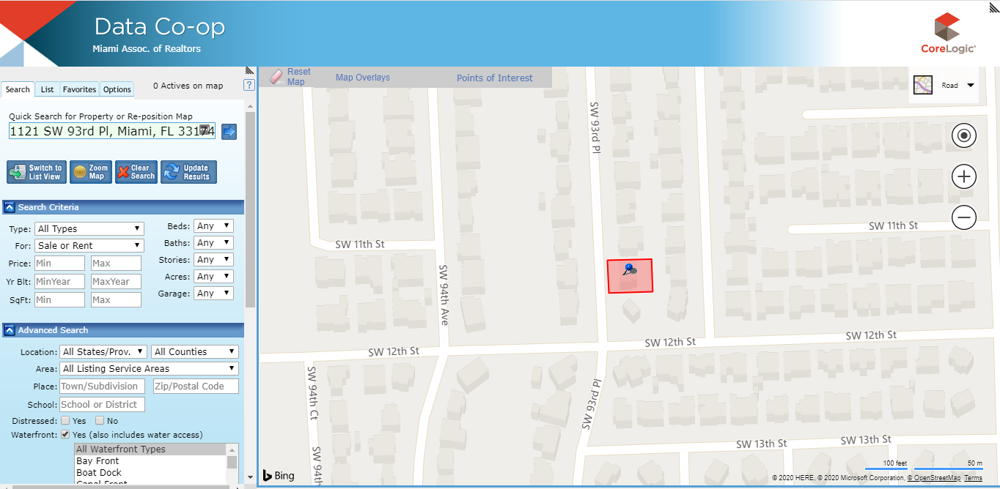 Data Co-op
Miami Assoc. of Realtors
CoreLogic
Search
List
Favorites
Options
0 Actives on map
?
Quick Search for Property or Re-position Map
1121 SW 93rd Pl, Miami, FL 33174
Switch to
List View
Zoom
Map
Clear
Search
Update
Results
Search Criteria
Type: All Types
Beds: Any
For: Sale or Rent
Baths: Any
Price: Min Max
Stories: Any
Yr Blt: MinYear MaxYear
Acres: Any
SqFt: Min Max
Garage: Any
Advanced Search
Location: All States/Prov. All Counties
Area: All Listing Service Areas
Place: Town/Subdivision Zip/Postal Code
School: School or District
Distressed: Yes No
Waterfront: Yes (also includes water access)
All Waterfront Types
Bay Front
Boat Dock
Canal Front
Reset
Map
Map Overlays
Points of Interest
Road
SW 93rd Pl
SW 11th St
SW 11th St
SW 94th Ave
SW 12th St
SW 12th St
SW 12th St
SW 94th Ct
SW 93rd Pl
SW 94th
SW 13th St
SW 13th St
Bing
100 feet
50 m
© 2020 HERE, © 2020 Microsoft Corporation, © OpenStreetMap Terms